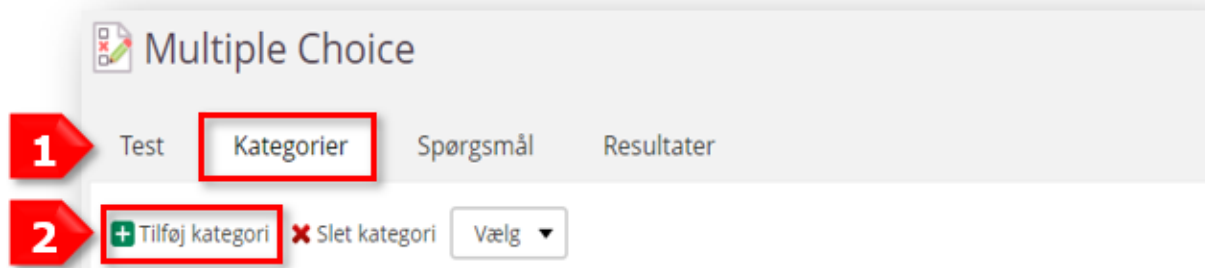 Multiple Choice
1 Test Kategorier Spørgsmål Resultater
2 Tilføj kategori Slet kategori Vælg